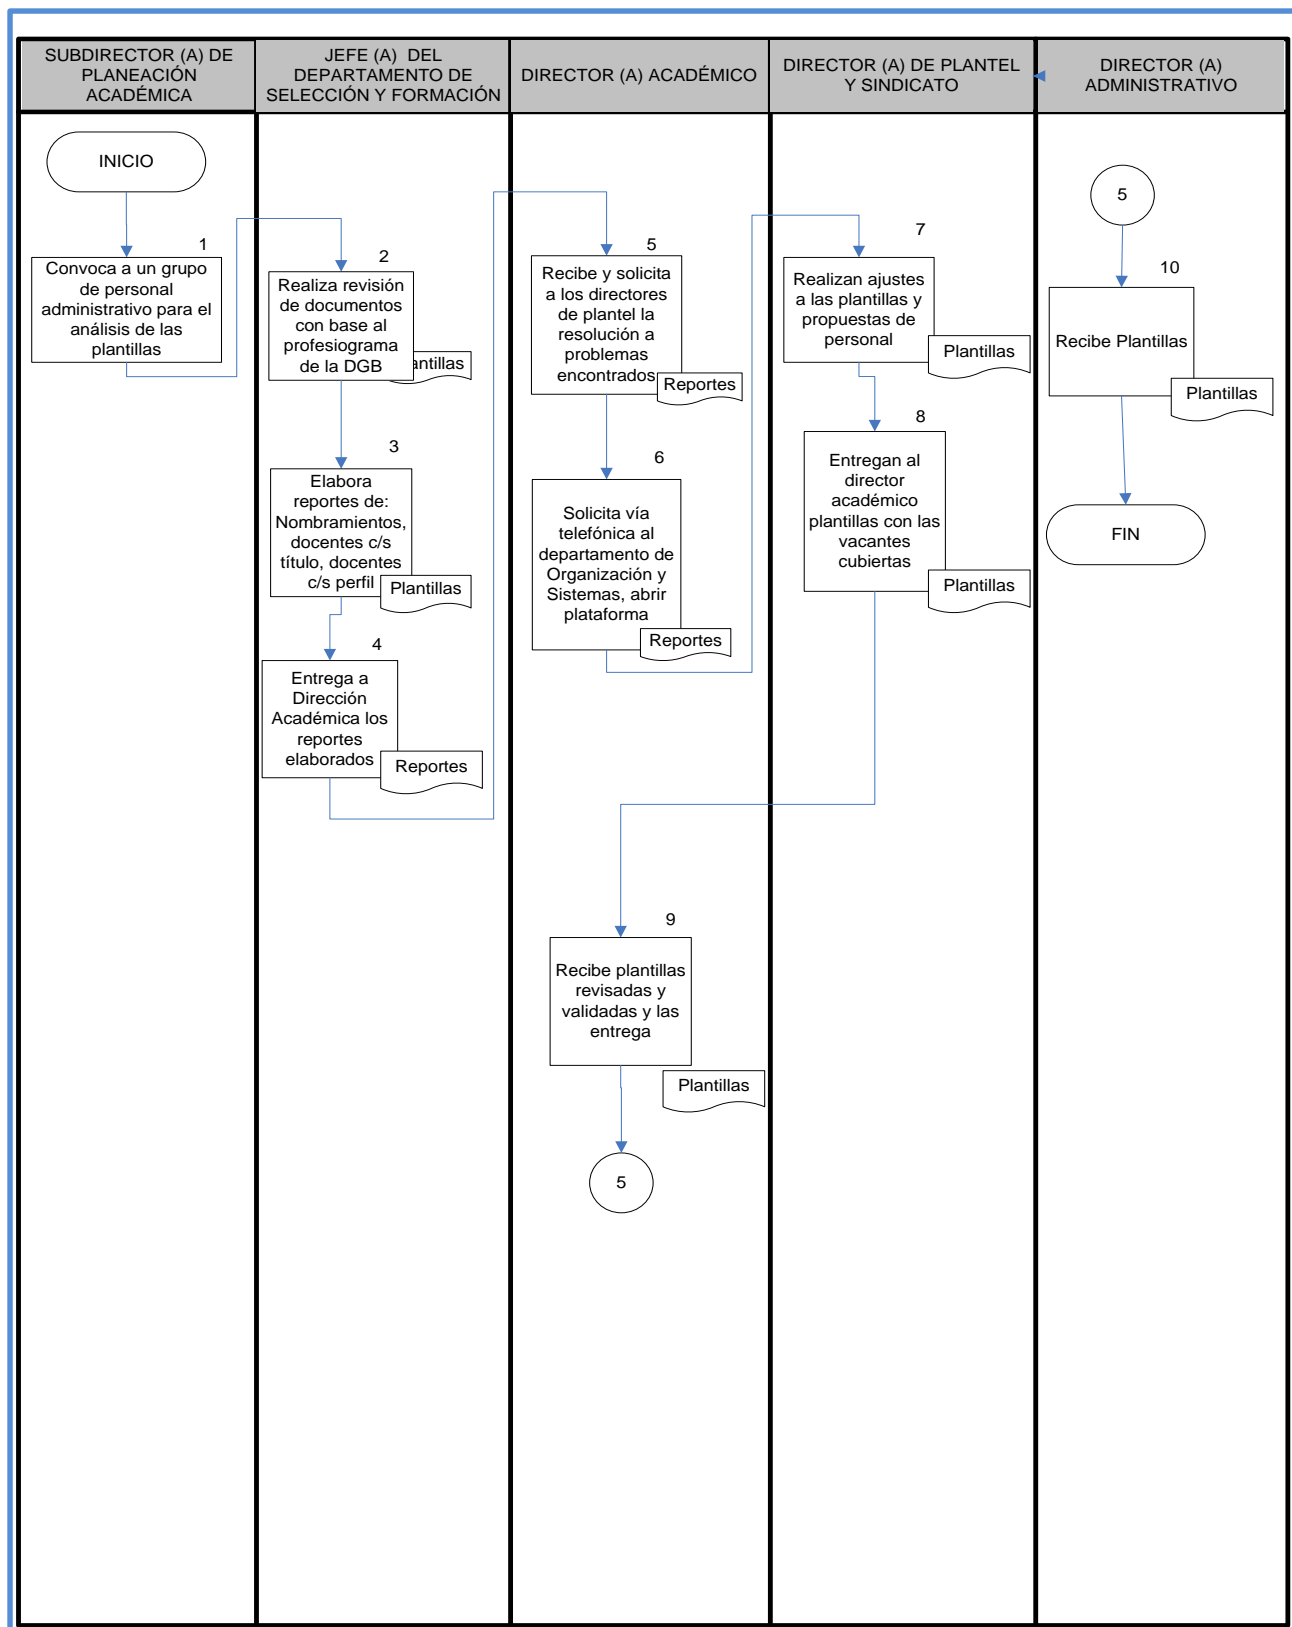 SUBDIRECTOR (A) DE
PLANEACIÓN
ACADÉMICA
JEFE (A) DEL
DEPARTAMENTO DE
SELECCIÓN Y FORMACIÓN
DIRECTOR (A) ACADÉMICO
DIRECTOR (A) DE PLANTEL
Y SINDICATO
DIRECTOR (A)
ADMINISTRATIVO
INICIO
1
Convoca a un grupo
de personal
administrativo para el
análisis de las
plantillas
2
Realiza revisión
de documentos
con base al
profesiograma
de la DGB
antillas
3
Elabora
reportes de:
Nombramientos,
docentes c/s
título, docentes
c/s perfil
Plantillas
4
Entrega a
Dirección
Académica los
reportes
elaborados
Reportes
5
Recibe y solicita
a los directores
de plantel la
resolución a
problemas
encontrados
Reportes
6
Solicita vía
telefónica al
departamento de
Organización y
Sistemas, abrir
plataforma
Reportes
7
Realizan ajustes
a las plantillas y
propuestas de
personal
Plantillas
8
Entregan al
director
académico
plantillas con las
vacantes
cubiertas
Plantillas
9
Recibe plantillas
revisadas y
validadas y las
entrega
Plantillas
5
5
10
Recibe Plantillas
Plantillas
FIN